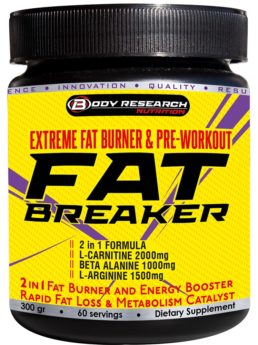 ENCE - INNOVATION - QUALITY - RESU
BODY RESEARCH
NUTRITION
EXTREME FAT BURNER & PRE-WORKOUT
FAT
BREAKER
2 in 1 FORMULA
L-CARNITINE 2000mg
BETA ALANINE 1000mg
L-ARGININE 1500mg
2 in 1 FAT BURNER AND ENERGY BOOSTER
RAPID FAT LOSS & METABOLISM CATALYST
300 gr 60 servings Dietary Supplement